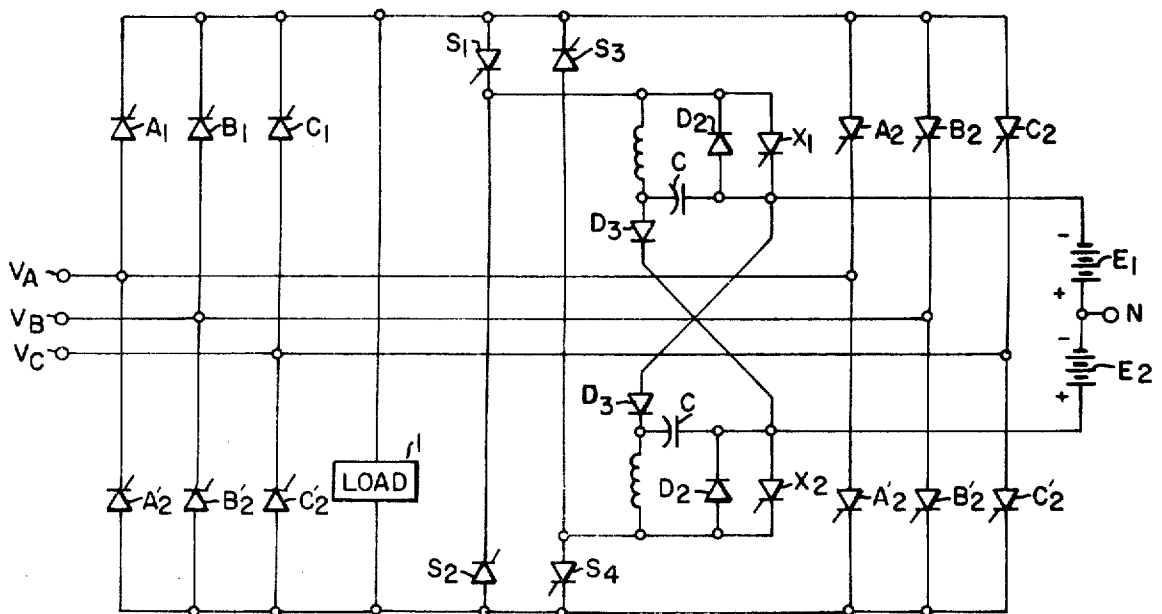 S1 S3
A1 B1 C1 D2 X1 A2 B2 C2
C
D3
VA
E1
VB N
VC
E2
D3 C
LOAD 1
A'2 B'2 C'2 D2 X2 A'2 B'2 C'2
S2 S4
- + - +